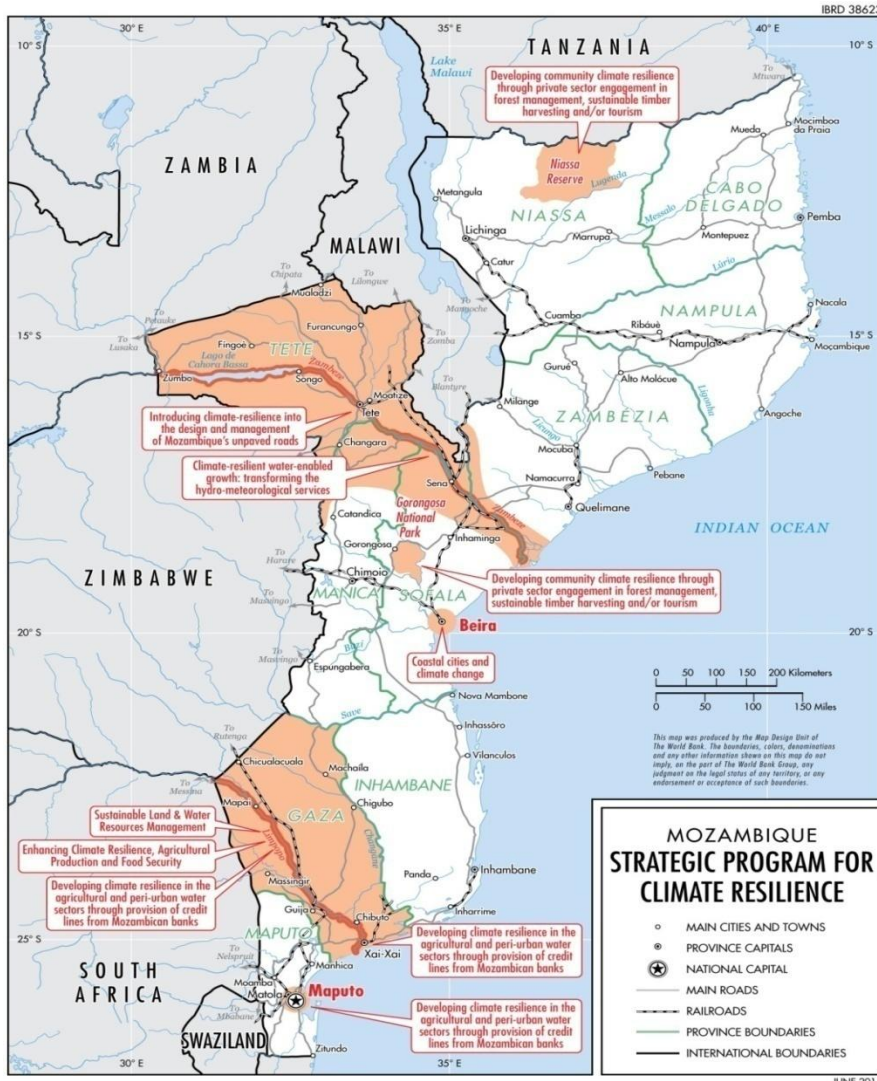 IBRD 38623
30°
35°
40°
10° S
10° S
TANZANIA
To Mtwara
Lake
Malawi
Developing community climate resilience
through private sector engagement in
forest management, sustainable timber
harvesting and/or tourism
Mocimboa
da Praia
Mueda
ZAMBIA
Niassa
Reserve
Lugenda
Metangula
CABO
DELGADO
NIASSA
Messalo
Pemba
Lichinga
Marrupa
Montepuez
MALAWI
Catur
Lúrio
To
Chipata
To
Lilongwe
Mualadzi
To
Mangoche
NAMPULA
Nacala
To
Petauke
Furancungo
Cuamba
Ribáuè
15° S
To
Lusaka
Fingoè
TETE
To
Zomba
Nampula
Moçambique
15° S
Lago de
Cahora Bassa
Zambeze
Gurué
Zumbo
Songo
To
Blantyre
Alto Molócue
Ligonha
Moatize
Tete
Milange
Angoche
Introducing climate-resilience into
the design and management
of Mozambique's unpaved roads
ZAMBÉZIA
Licungo
Changara
Mocuba
Climate-resilient water-enabled
growth: transforming the
hydro-meteorological services
Pebane
Sena
Namacurra
Catandica
Gorongosa
National
Park
Zambeze
Quelimane
INDIAN OCEAN
Gorongosa
Inhaminga
To
Harare
Chimoio
ZIMBABWE
Developing community climate resilience through
private sector engagement in forest management,
sustainable timber harvesting and/or tourism
MANICA
SOFALA
To
Masvingo
Beira
20° S
20° S
Buzi
To
Masvingo
Coastal cities and
climate change
Espungabera
0 50 100 150 200 Kilometers
0 50 100 150 Miles
Nova Mambone
Save
Inhassôro
This map was produced by the Map Design Unit of
The World Bank. The boundaries, colors, denominations
and any other information shown on this map do not
imply, on the part of The World Bank Group, any
judgment on the legal status of any territory, or any
endorsement or acceptance of such boundaries.
To
Rutenga
Vilanculos
Chicualacuala
Machaila
To
Messina
INHAMBANE
Mapai
Chigubo
Sustainable Land & Water
Resources Management
GAZA
Limpopo
Changane
Enhancing Climate Resilience, Agricultural
Production and Food Security
Developing climate resilience in the
agricultural and peri-urban water
sectors through provision of credit
lines from Mozambican banks
Massingir
Panda
Inhambane
Guija
Chibuto
Inharrime
MAPUTO
Developing climate resilience in the
agricultural and peri-urban water
sectors through provision of credit
lines from Mozambican banks
25° S
Xai-Xai
To
Nelspruit
Manhica
SOUTH
AFRICA
Moamba
Matola
Maputo
To
Mbabane
Developing climate resilience in the
agricultural and peri-urban water
sectors through provision of credit
lines from Mozambican banks
SWAZILAND
Zitundo
30°
35°
MOZAMBIQUE
STRATEGIC PROGRAM FOR
CLIMATE RESILIENCE
MAIN CITIES AND TOWNS
PROVINCE CAPITALS
NATIONAL CAPITAL
MAIN ROADS
RAILROADS
PROVINCE BOUNDARIES
INTERNATIONAL BOUNDARIES